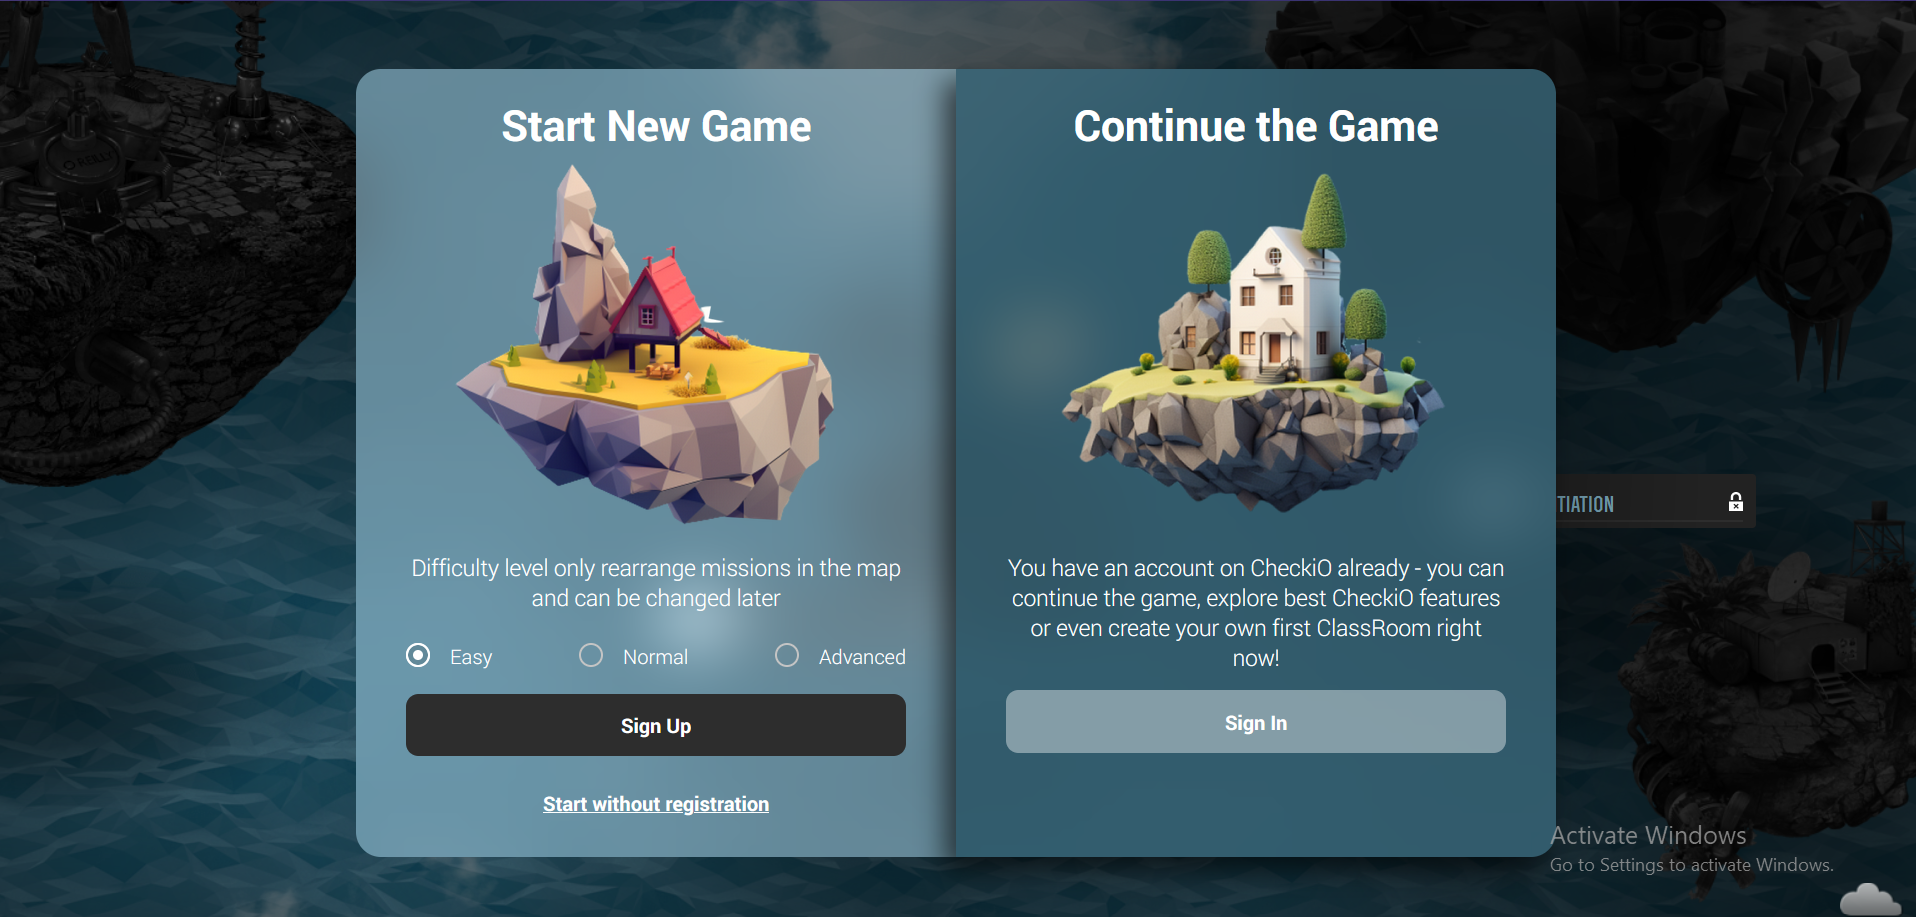 Start New Game
Difficulty level only rearrange missions in the map
and can be changed later
Easy
Normal
Advanced
Sign Up
Start without registration
Continue the Game
You have an account on CheckiO already - you can
continue the game, explore best CheckiO features
or even create your own first ClassRoom right
now!
Sign In
O'REILLY
TIATION
Activate Windows
Go to Settings to activate Windows.